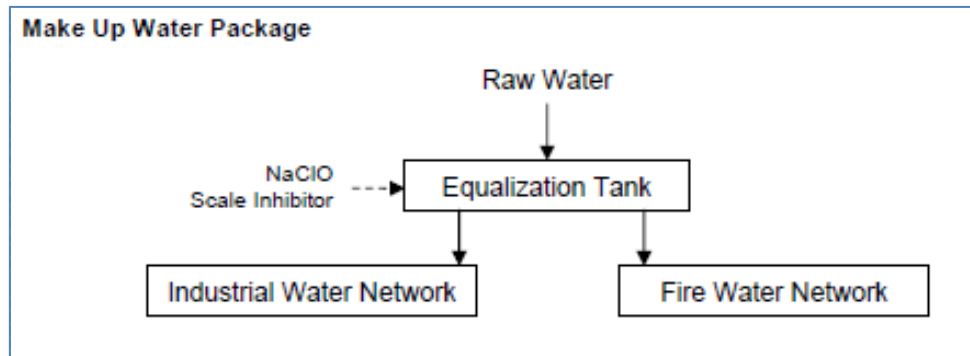 Make Up Water Package
Raw Water
NaClO
Scale Inhibitor
Equalization Tank
Industrial Water Network
Fire Water Network